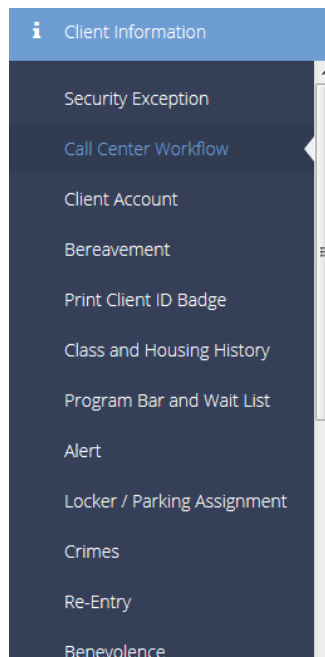 Client Information
Security Exception
Call Center Workflow
Client Account
Bereavement
Print Client ID Badge
Class and Housing History
Program Bar and Wait List
Alert
Locker / Parking Assignment
Crimes
Re-Entry
Benevolence